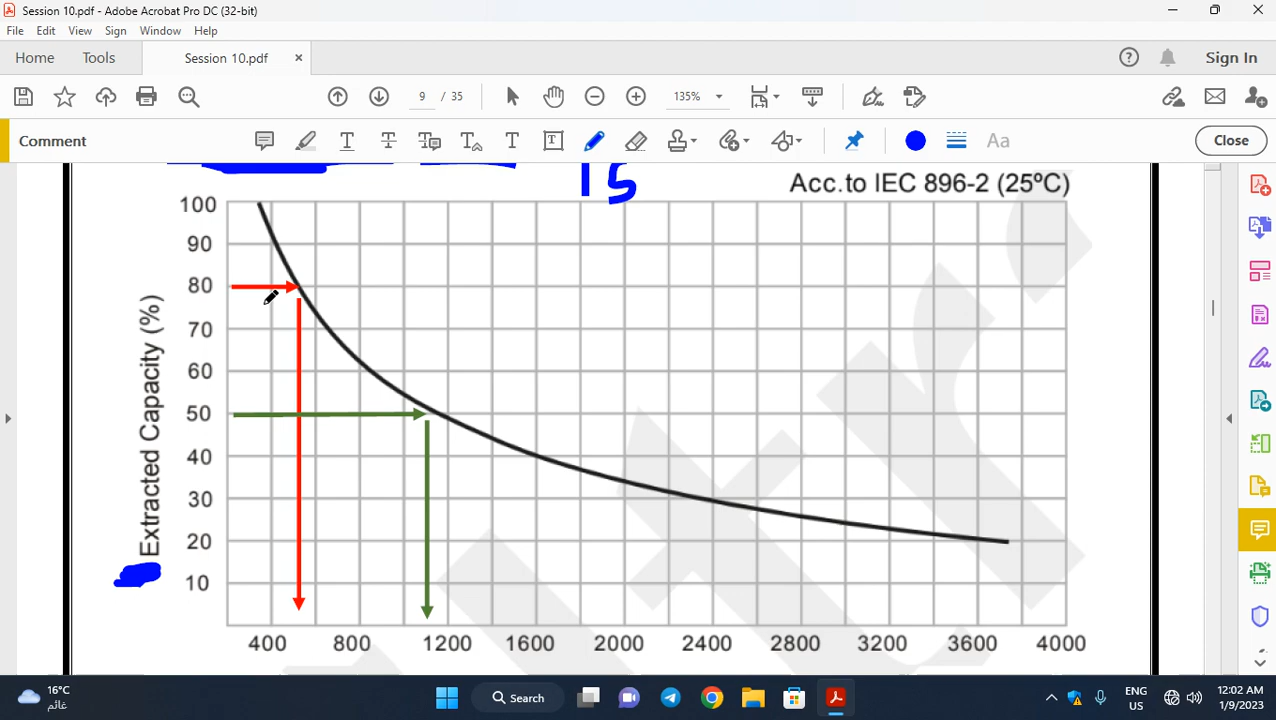 Session 10.pdf - Adobe Acrobat Pro DC (32-bit)
File Edit View Sign Window Help
Home Tools Session 10.pdf × Sign In
9 / 35 135%
Comment Aa Close
15
Acc.to IEC 896-2 (25ºC)
Extracted Capacity (%)
100
90
80
70
60
50
40
30
20
10
400 800 1200 1600 2000 2400 2800 3200 3600 4000
16°C
غائم
Search
ENG
US
12:02 AM
1/9/2023